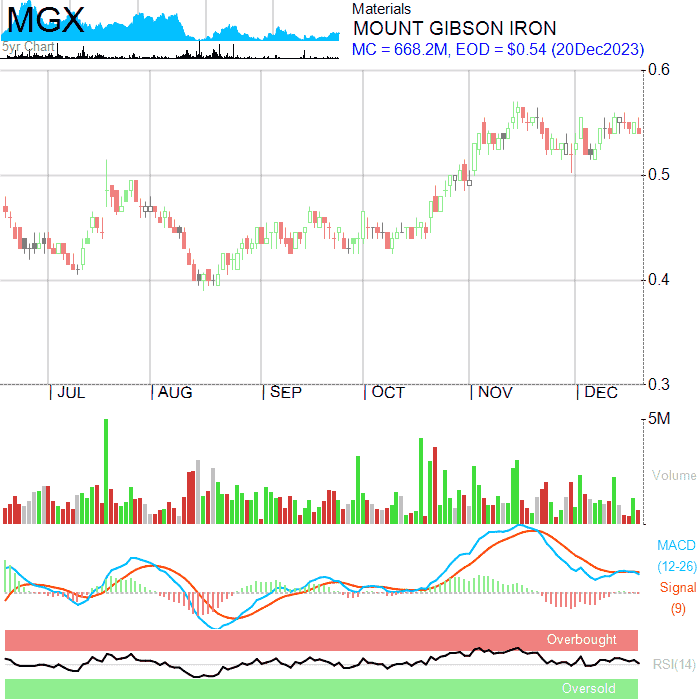 MGX
5yr Chart
Materials
MOUNT GIBSON IRON
MC = 668.2M, EOD = $0.54 (20Dec2023)
0.6
0.5
0.4
0.3
JUL AUG SEP OCT NOV DEC
5M
Volume
MACD
(12-26)
Signal
(9)
Overbought
RSI(14)
Oversold